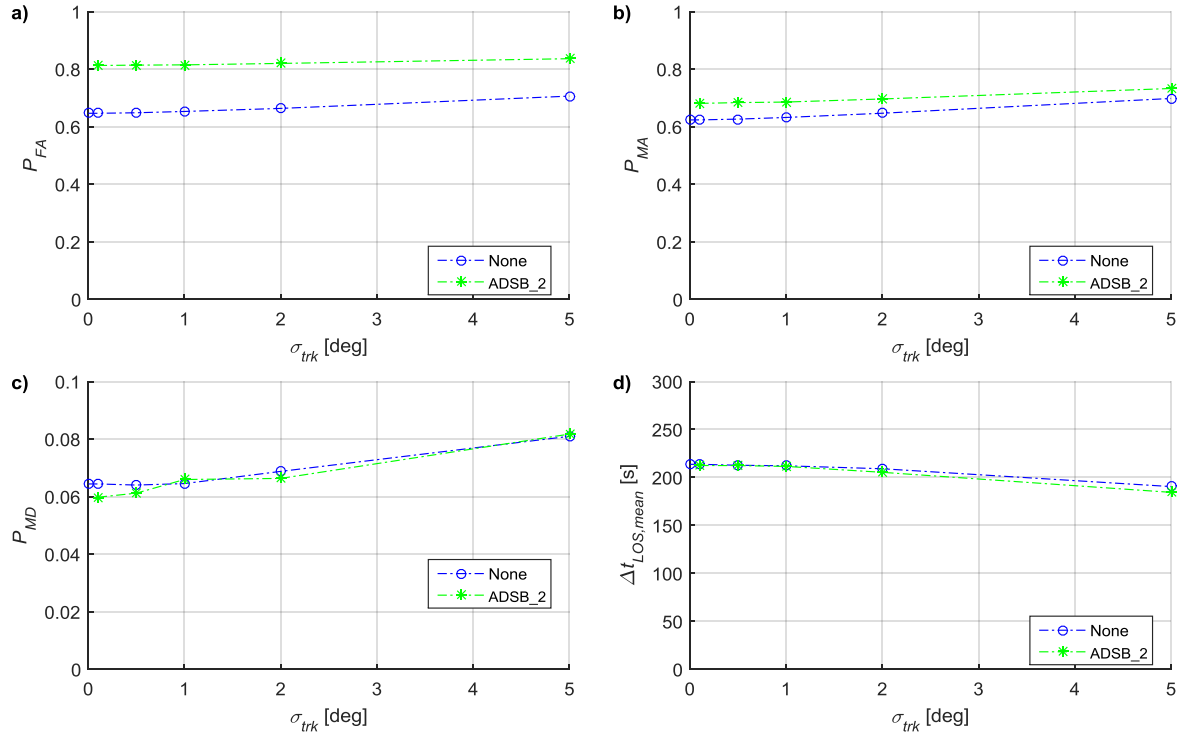 a)
1
0.8
0.6
0.4
0.2
0
P_FA
None
ADSB_2
0 1 2 3 4 5
σ_trk [deg]
b)
1
0.8
0.6
0.4
0.2
0
P_MA
None
ADSB_2
0 1 2 3 4 5
σ_trk [deg]
c)
0.1
0.08
0.06
0.04
0.02
0
P_MD
None
ADSB_2
0 1 2 3 4 5
σ_trk [deg]
d)
300
250
200
150
100
50
0
Δt_LOS,mean [s]
None
ADSB_2
0 1 2 3 4 5
σ_trk [deg]